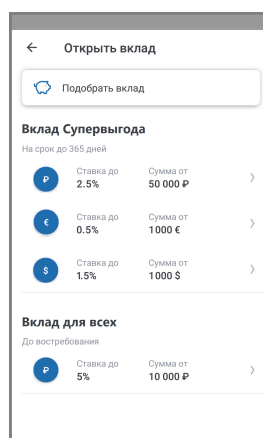 ← Открыть вклад
Подобрать вклад
Вклад Супервыгода
На срок до 365 дней
₽ Ставка до Сумма от
2.5% 50 000 ₽
€ Ставка до Сумма от
0.5% 1000 €
$ Ставка до Сумма от
1.5% 1000 $
Вклад для всех
До востребования
₽ Ставка до Сумма от
5% 10 000 ₽